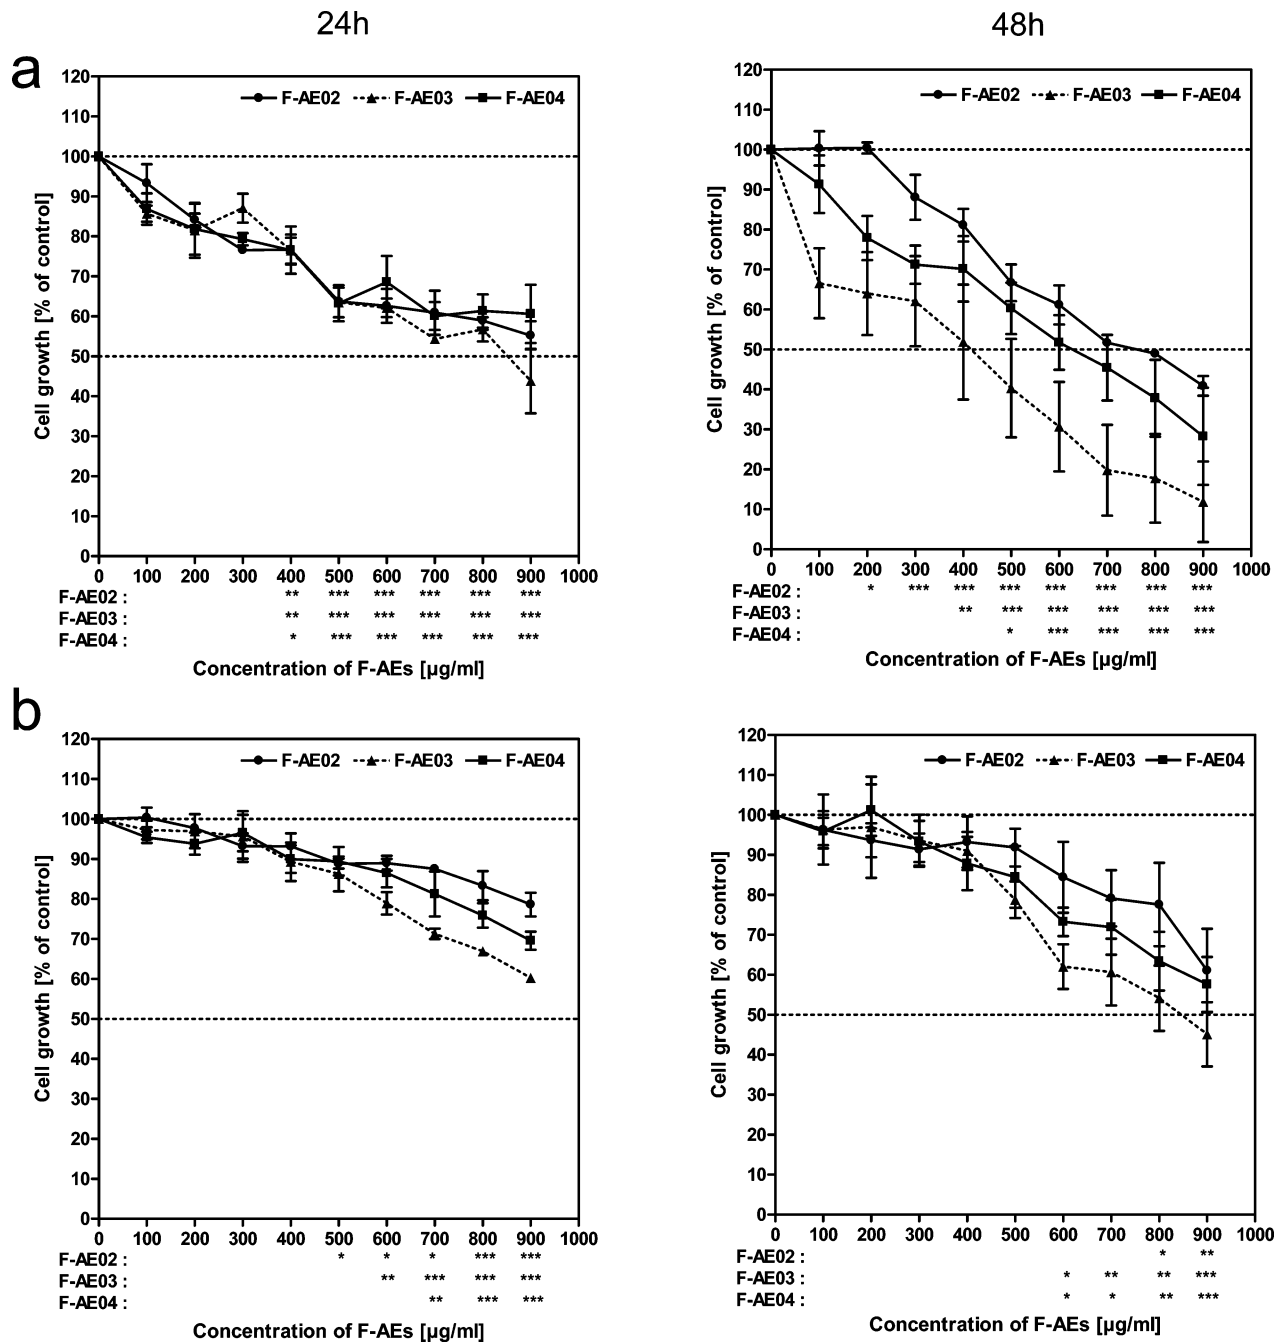 24h
48h
a
120
110
100
90
80
70
60
50
40
30
20
10
0
Cell growth [% of control]
F-AE02 F-AE03 F-AE04
0 100 200 300 400 500 600 700 800 900 1000
F-AE02 : ** *** *** *** *** ***
F-AE03 : ** *** *** *** *** ***
F-AE04 : * *** *** *** *** ***
Concentration of F-AEs [µg/ml]
120
110
100
90
80
70
60
50
40
30
20
10
0
Cell growth [% of control]
F-AE02 F-AE03 F-AE04
0 100 200 300 400 500 600 700 800 900 1000
F-AE02 : * *** *** *** *** *** *** ***
F-AE03 : ** *** *** *** *** ***
F-AE04 : * *** *** *** ***
Concentration of F-AEs [µg/ml]
b
120
110
100
90
80
70
60
50
40
30
20
10
0
Cell growth [% of control]
F-AE02 F-AE03 F-AE04
0 100 200 300 400 500 600 700 800 900 1000
F-AE02 : * * * *** ***
F-AE03 : ** *** *** ***
F-AE04 : ** *** ***
Concentration of F-AEs [µg/ml]
120
110
100
90
80
70
60
50
40
30
20
10
0
Cell growth [% of control]
F-AE02 F-AE03 F-AE04
0 100 200 300 400 500 600 700 800 900 1000
F-AE02 : * **
F-AE03 : * ** ** ***
F-AE04 : * * ** ***
Concentration of F-AEs [µg/ml]